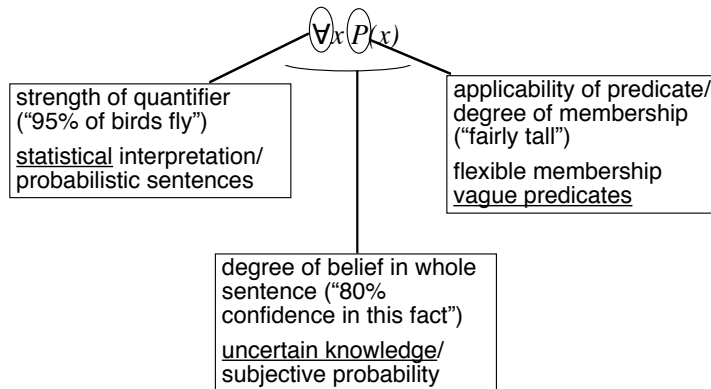 ∀x P(x)
strength of quantifier
(“95% of birds fly”)
statistical interpretation/
probabilistic sentences
applicability of predicate/
degree of membership
(“fairly tall”)
flexible membership
vague predicates
degree of belief in whole
sentence (“80%
confidence in this fact”)
uncertain knowledge/
subjective probability